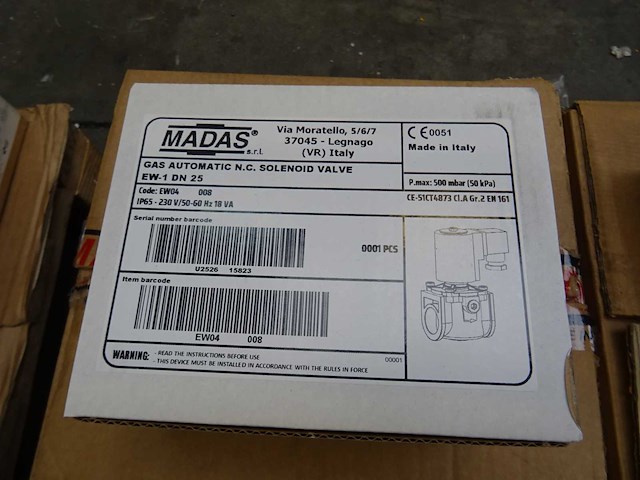 MADAS®
s.r.l.
Via Moratello, 5/6/7
37045 - Legnago
(VR) Italy
CE 0051
Made in Italy
GAS AUTOMATIC N.C. SOLENOID VALVE
EW-1 DN 25
P.max: 500 mbar (50 kPa)
Code: EW04 008
IP65 - 230 V/50-60 Hz 18 VA
CE-51CT4873 Cl.A Gr.2 EN 161
Serial number barcode
0001 PCS
U2526 15823
Item barcode
EW04 008
WARNING:
- READ THE INSTRUCTIONS BEFORE USE
- THIS DEVICE MUST BE INSTALLED IN ACCORDANCE WITH THE RULES IN FORCE
00001